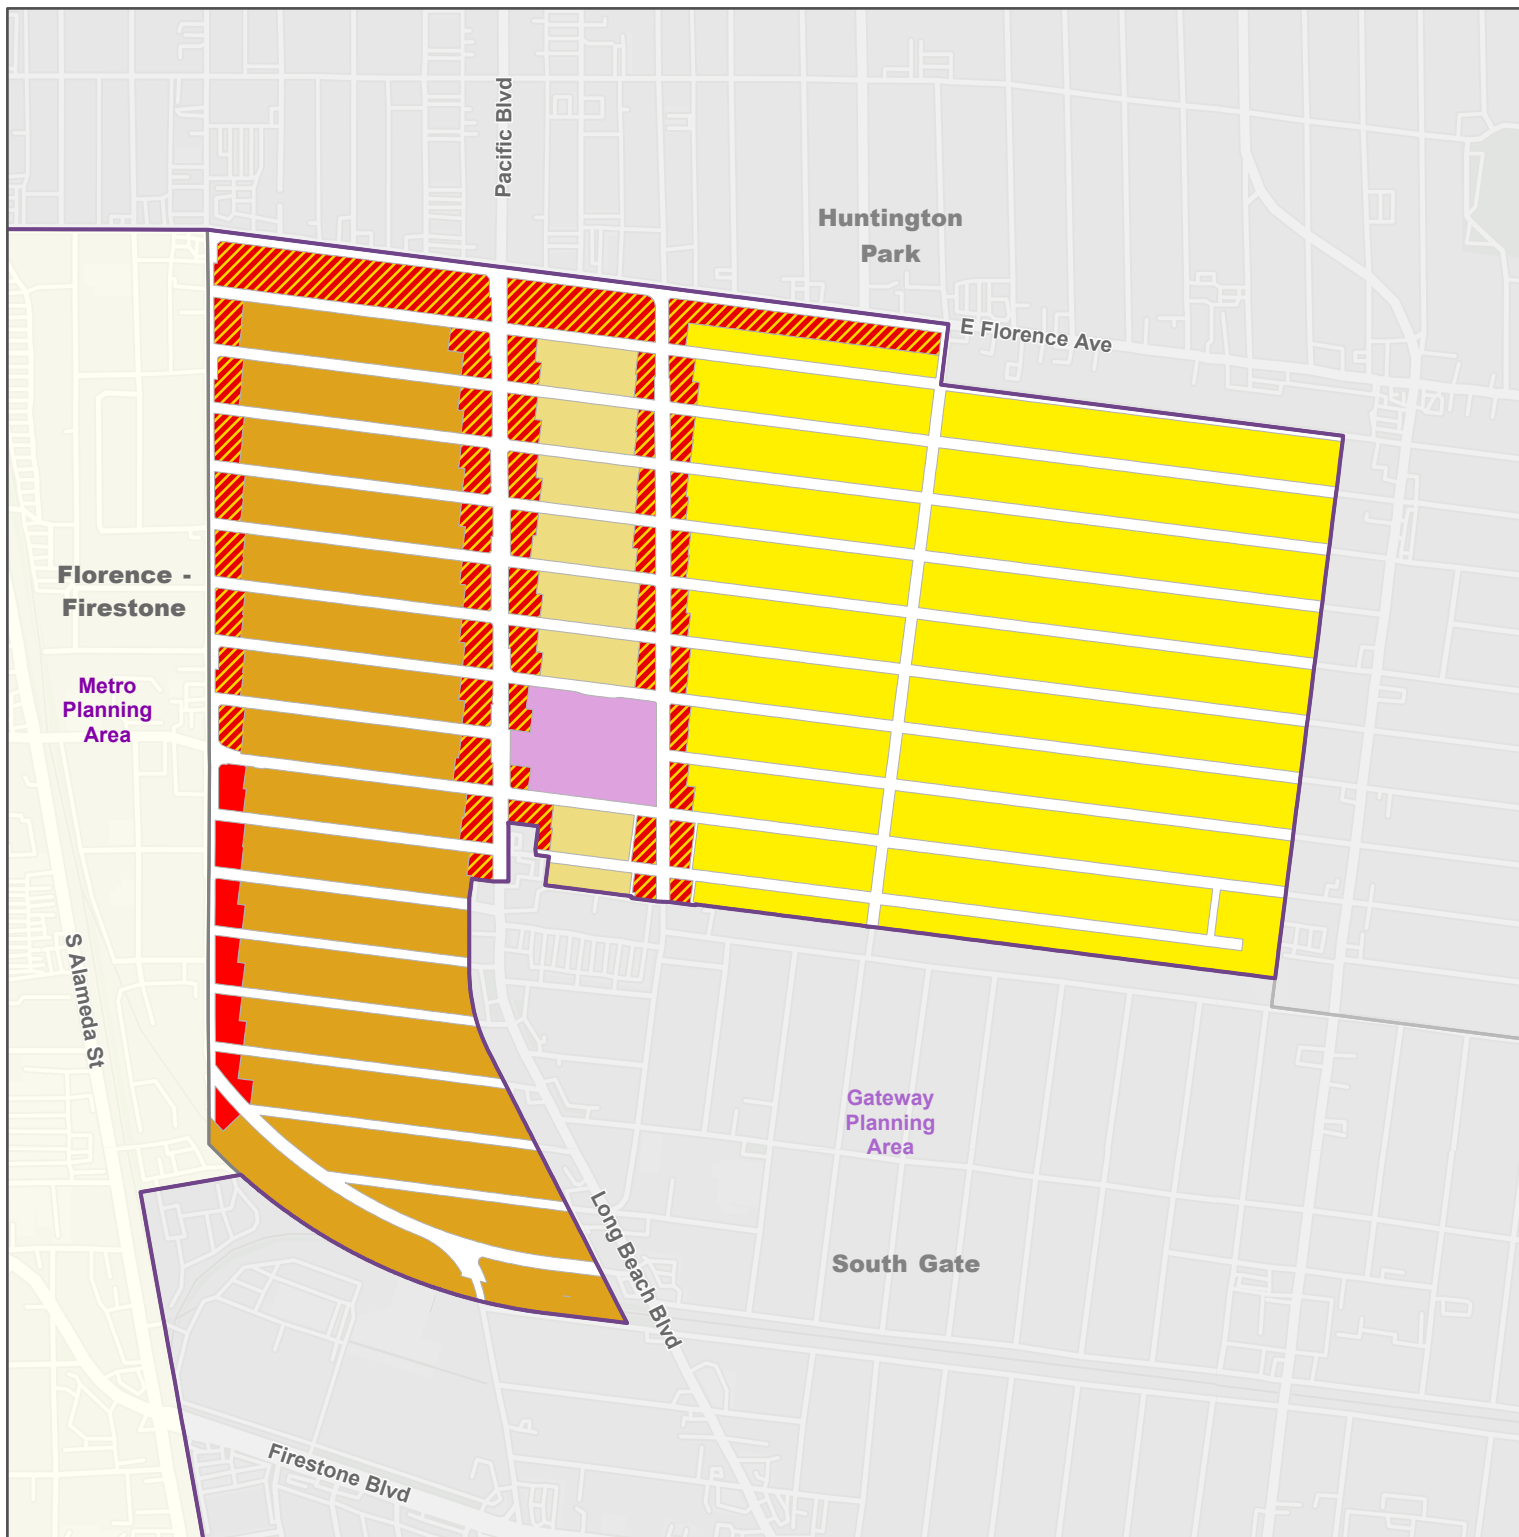 Pacific Blvd
Huntington
Park
E Florence Ave
Florence -
Firestone
Metro
Planning
Area
S Alameda St
Gateway
Planning
Area
Long Beach Blvd
South Gate
Firestone Blvd